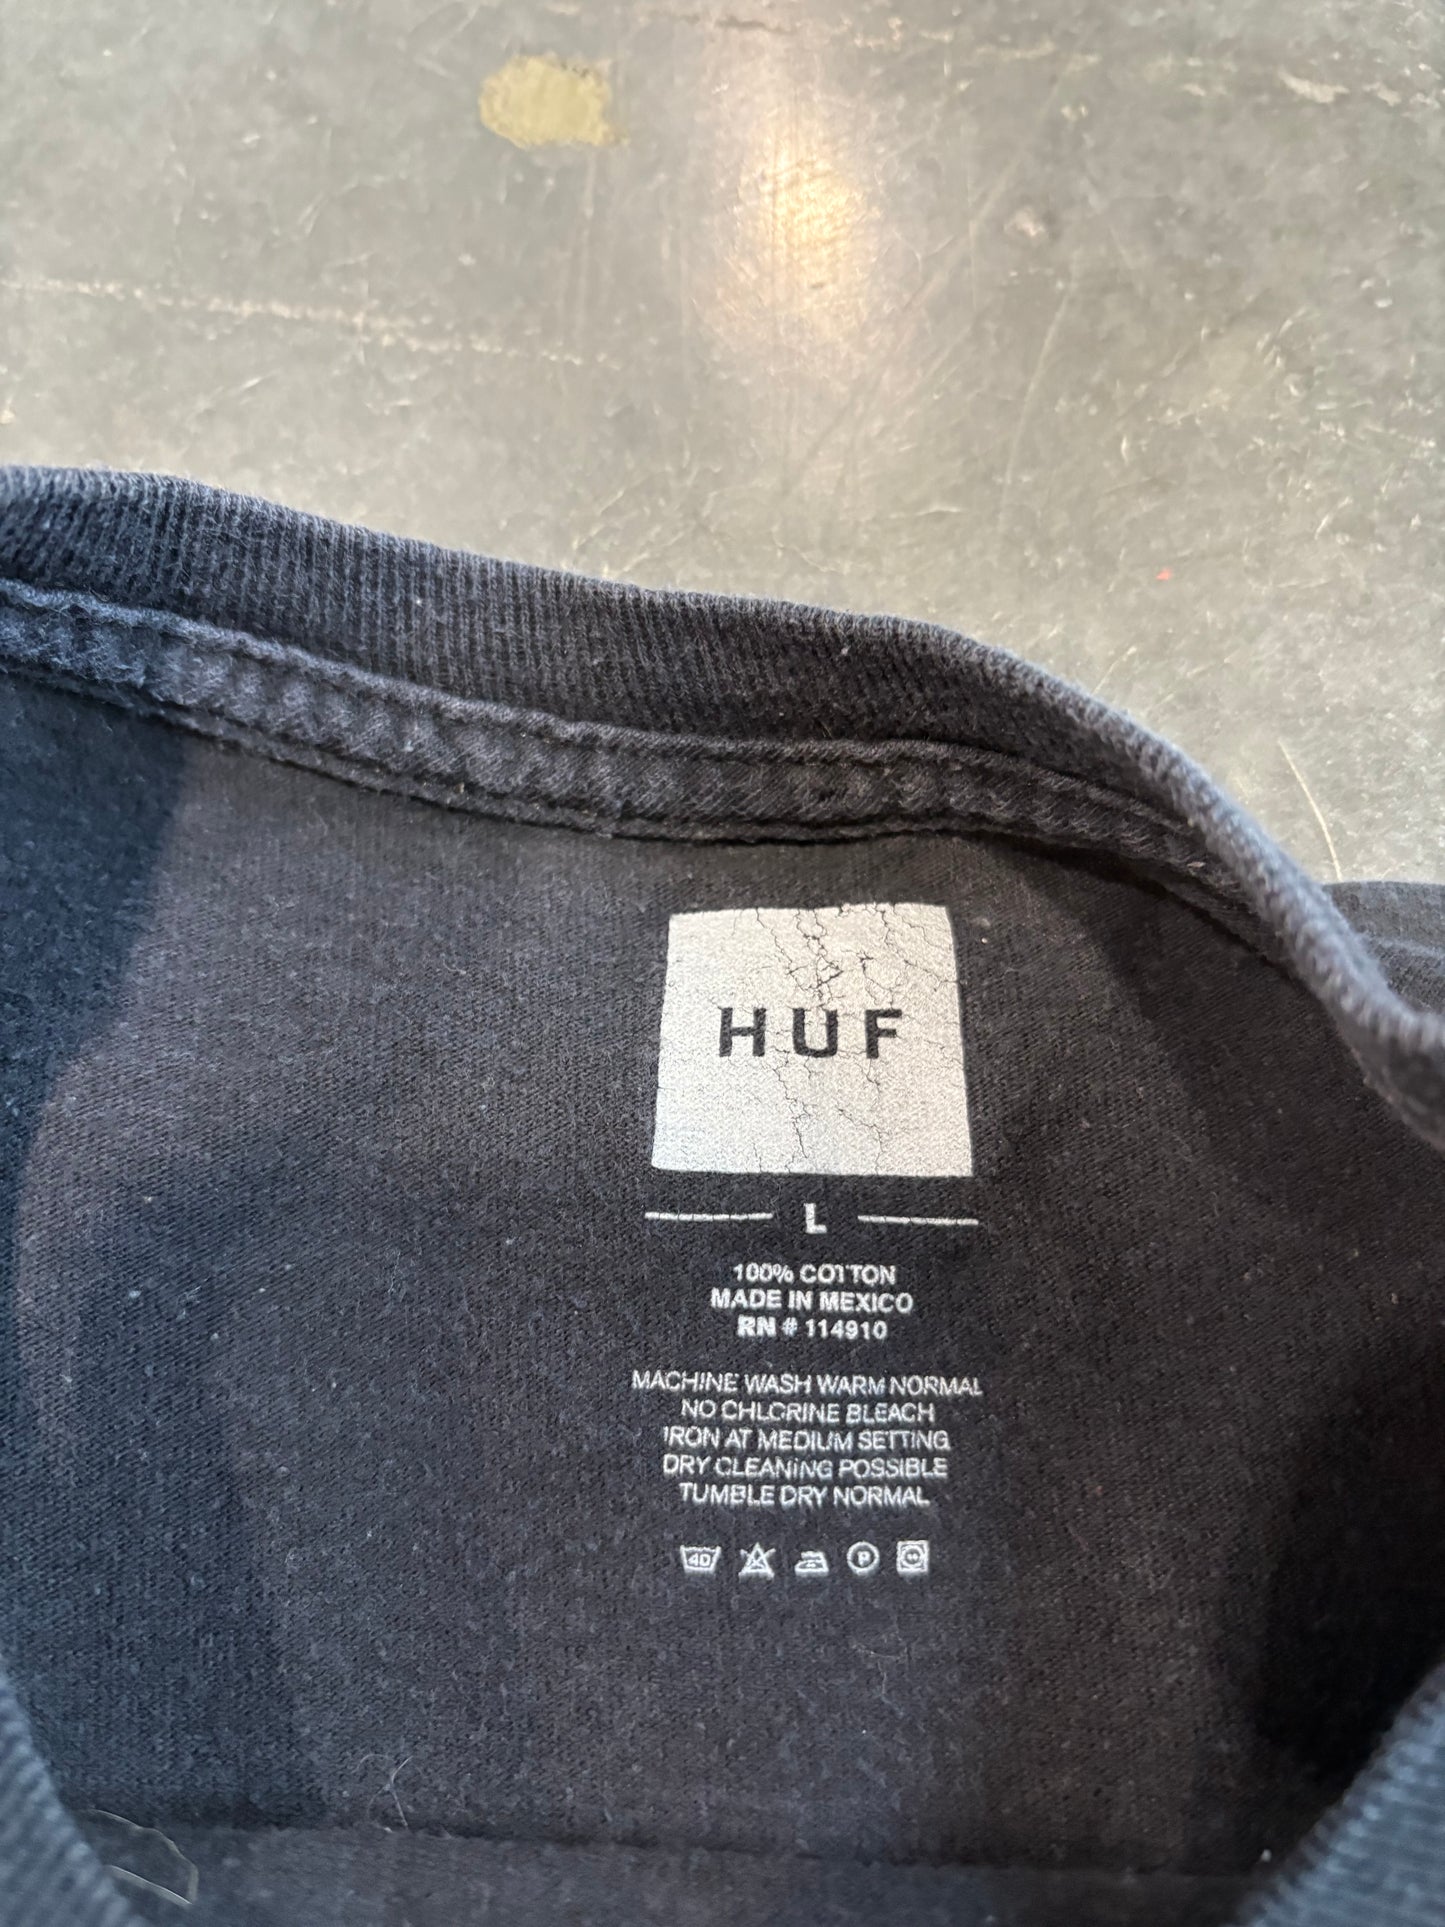 HUF
L
100% COTTON
MADE IN MEXICO
RN # 114910
MACHINE WASH WARM NORMAL
NO CHLORINE BLEACH
IRON AT MEDIUM SETTING
DRY CLEANING POSSIBLE
TUMBLE DRY NORMAL
40 P